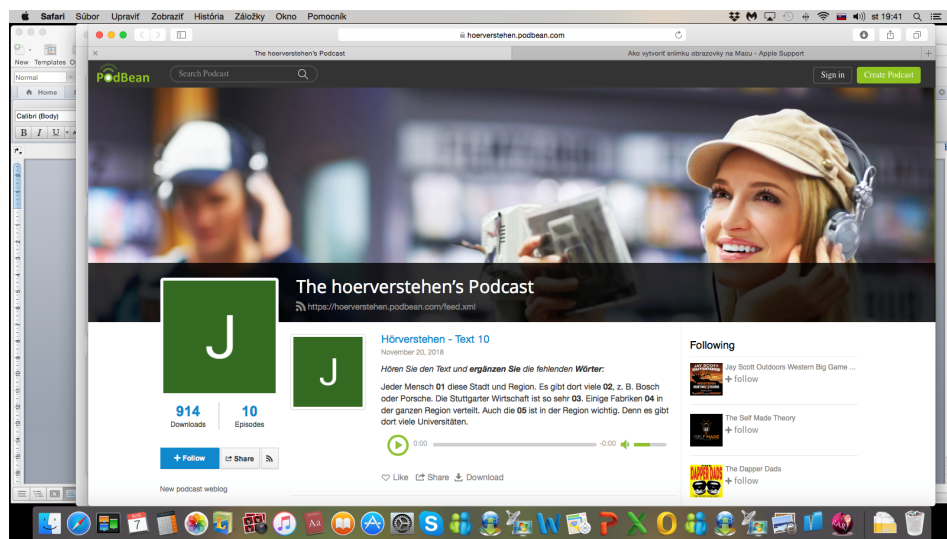 Safari Súbor Upraviť Zobraziť História Záložky Okno Pomocník st 19:41
hoerverstehen.podbean.com
The hoerverstehen's Podcast Ako vytvoriť snímku obrazovky na Macu - Apple Support
New Templates
Normal
Home
Calibri (Body)
B I U
PodBean Search Podcast Sign in Create Podcast
The hoerverstehen's Podcast
https://hoerverstehen.podbean.com/feed.xml
J
914 10
Downloads Episodes
+ Follow Share
New podcast weblog
J
Hörverstehen - Text 10
November 20, 2016
Hören Sie den Text und ergänzen Sie die fehlenden Wörter:
Jeder Mensch 01 diese Stadt und Region. Es gibt dort viele 02, z. B. Bosch
oder Porsche. Die Stuttgarter Wirtschaft ist so sehr 03. Einige Fabriken 04 in
der ganzen Region verteilt. Auch die 05 ist in der Region wichtig. Denn es gibt
dort viele Universitäten.
0:00 -0:00
Like Share Download
Following
Jay Scott Outdoors Western Big Game ...
+ follow
The Self Made Theory
+ follow
The Dapper Dads
+ follow